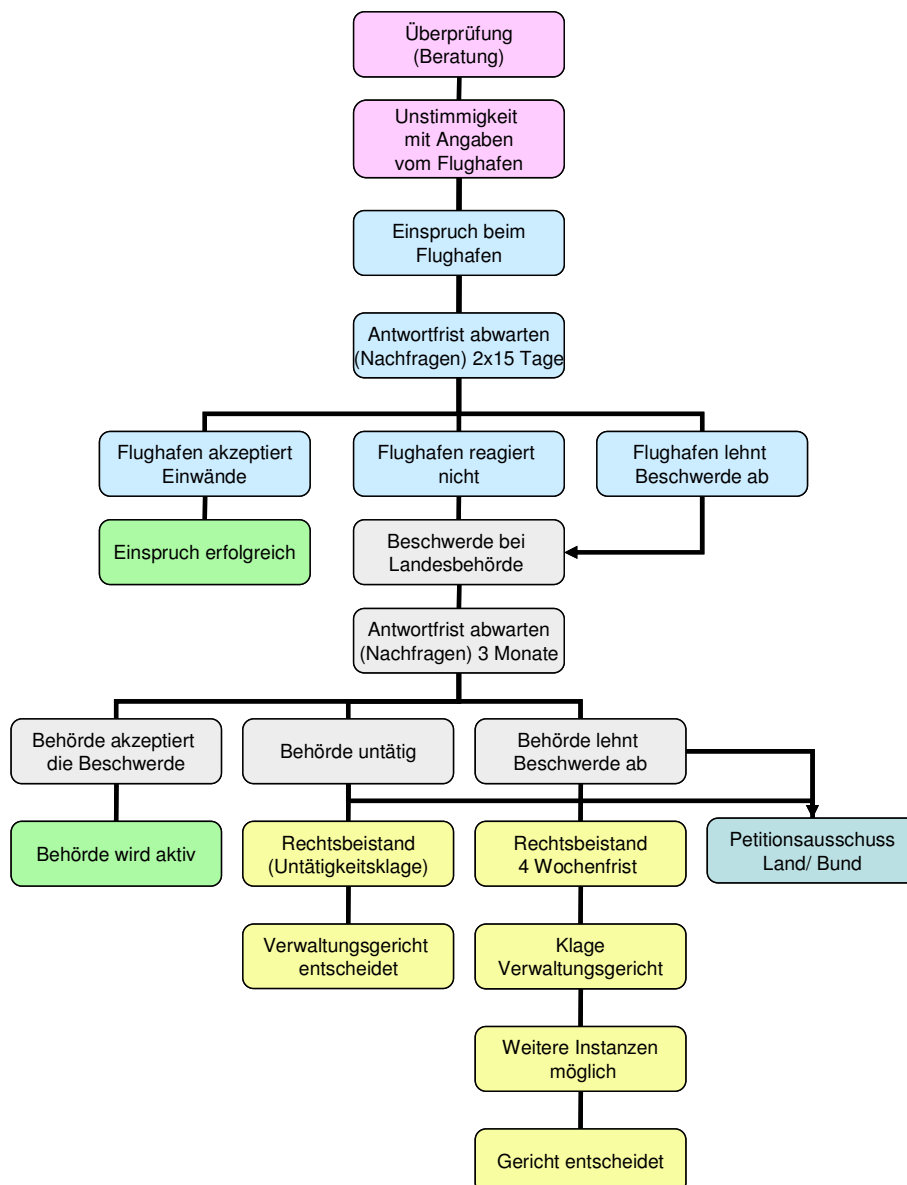 Überprüfung
(Beratung)
Unstimmigkeit
mit Angaben
vom Flughafen
Einspruch beim
Flughafen
Antwortfrist abwarten
(Nachfragen) 2x15 Tage
Flughafen akzeptiert
Einwände
Flughafen reagiert
nicht
Flughafen lehnt
Beschwerde ab
Einspruch erfolgreich
Beschwerde bei
Landesbehörde
Antwortfrist abwarten
(Nachfragen) 3 Monate
Behörde akzeptiert
die Beschwerde
Behörde untätig
Behörde lehnt
Beschwerde ab
Behörde wird aktiv
Rechtsbeistand
(Untätigkeitsklage)
Rechtsbeistand
4 Wochenfrist
Petitionsausschuss
Land/ Bund
Verwaltungsgericht
entscheidet
Klage
Verwaltungsgericht
Weitere Instanzen
möglich
Gericht entscheidet